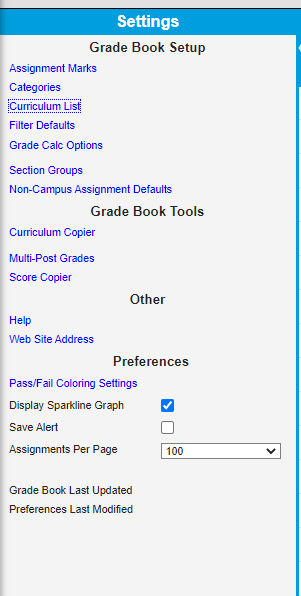 Settings
Grade Book Setup
Assignment Marks
Categories
Curriculum List
Filter Defaults
Grade Calc Options
Section Groups
Non-Campus Assignment Defaults
Grade Book Tools
Curriculum Copier
Multi-Post Grades
Score Copier
Other
Help
Web Site Address
Preferences
Pass/Fail Coloring Settings
Display Sparkline Graph
Save Alert
Assignments Per Page 100
Grade Book Last Updated
Preferences Last Modified